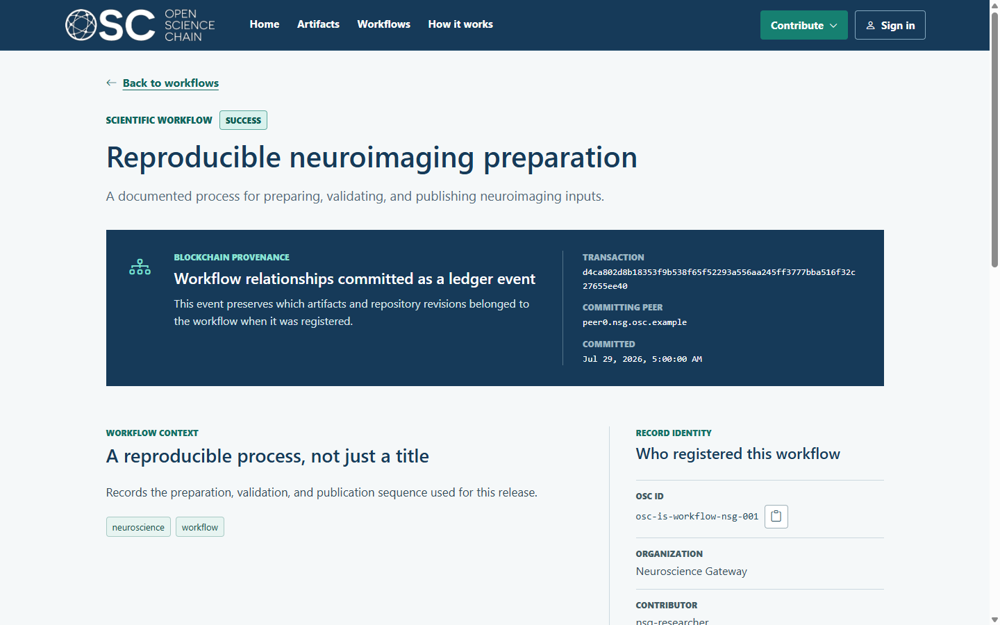 OSC OPEN SCIENCE CHAIN
Home
Artifacts
Workflows
How it works
Contribute
Sign in
Back to workflows
SCIENTIFIC WORKFLOW
SUCCESS
Reproducible neuroimaging preparation
A documented process for preparing, validating, and publishing neuroimaging inputs.
BLOCKCHAIN PROVENANCE
Workflow relationships committed as a ledger event
This event preserves which artifacts and repository revisions belonged to
the workflow when it was registered.
TRANSACTION
d4ca802d8b18353f9b538f65f52293a556aa245ff3777bba516f32c
27655ee40
COMMITTING PEER
peer0.nsg.osc.example
COMMITTED
Jul 29, 2026, 5:00:00 AM
WORKFLOW CONTEXT
A reproducible process, not just a title
Records the preparation, validation, and publication sequence used for this release.
neuroscience
workflow
RECORD IDENTITY
Who registered this workflow
OSC ID
osc-is-workflow-nsg-001
ORGANIZATION
Neuroscience Gateway
CONTRIBUTOR
nsg-researcher